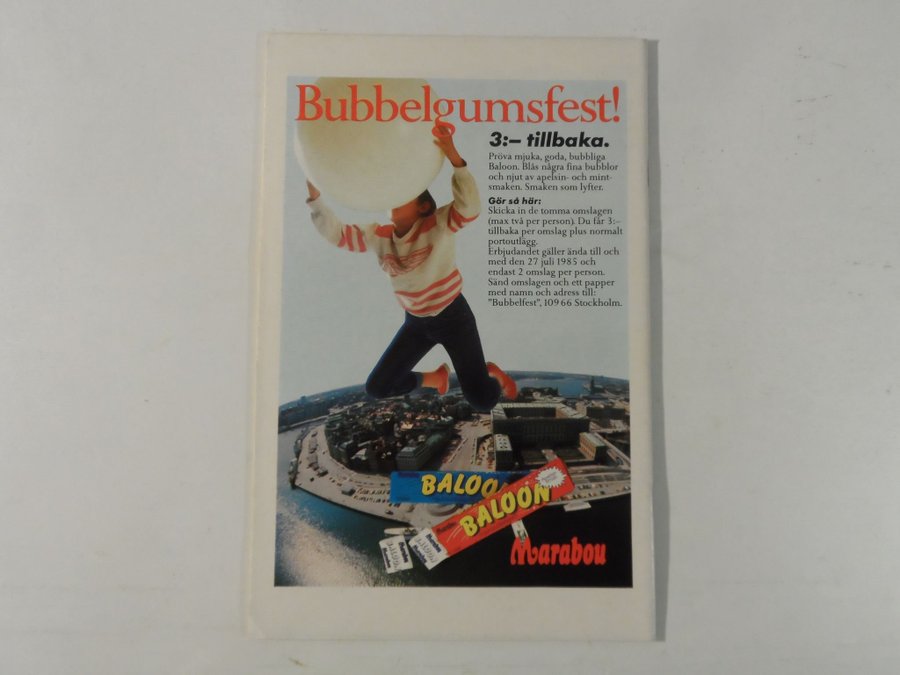 Bubbelgumsfest!
3:– tillbaka.
Pröva mjuka, goda, bubbliga
Baloon. Blås några fina bubblor
och njut av apelsin- och mint-
smaken. Smaken som lyfter.
Gör så här:
Skicka in de tomma omslagen
(max två per person). Du får 3:–
tillbaka per omslag plus normalt
portoutlägg.
Erbjudandet gäller ända till och
med den 27 juli 1985 och
endast 2 omslag per person.
Sänd omslagen och ett papper
med namn och adress till:
"Bubbelfest", 109 66 Stockholm.
BALOO
BALOON
Marabou